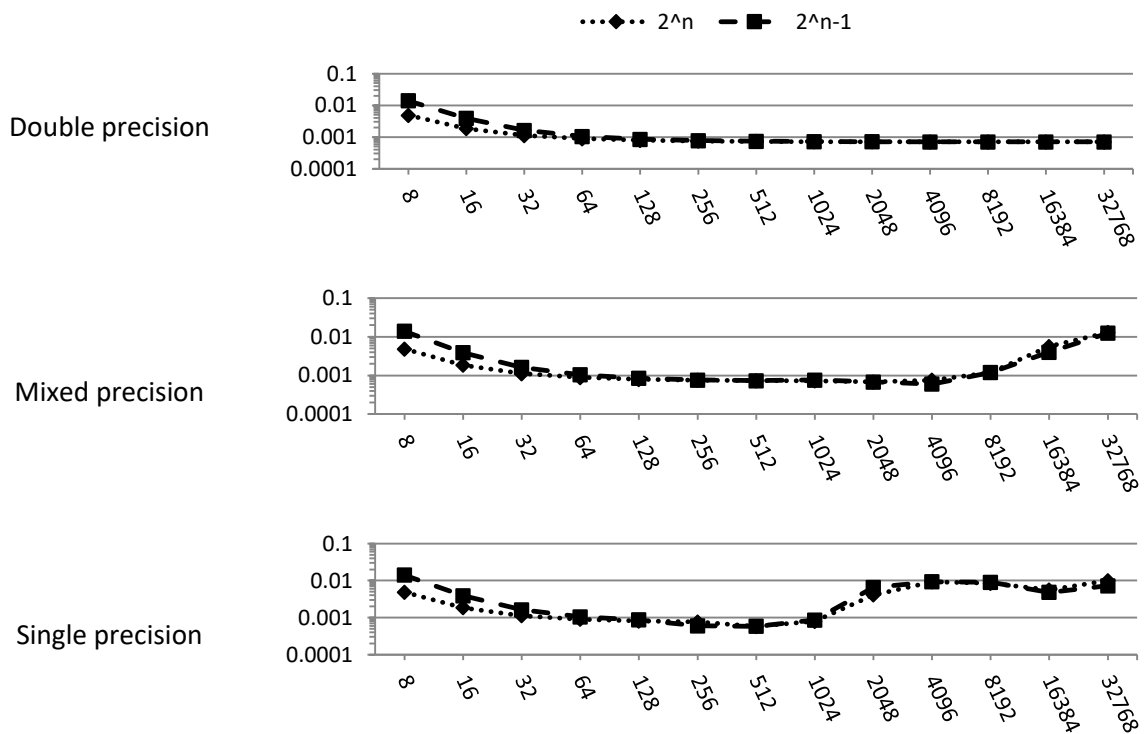 2^n 2^n-1
Double precision
0.1
0.01
0.001
0.0001
8 16 32 64 128 256 512 1024 2048 4096 8192 16384 32768
Mixed precision
0.1
0.01
0.001
0.0001
8 16 32 64 128 256 512 1024 2048 4096 8192 16384 32768
Single precision
0.1
0.01
0.001
0.0001
8 16 32 64 128 256 512 1024 2048 4096 8192 16384 32768